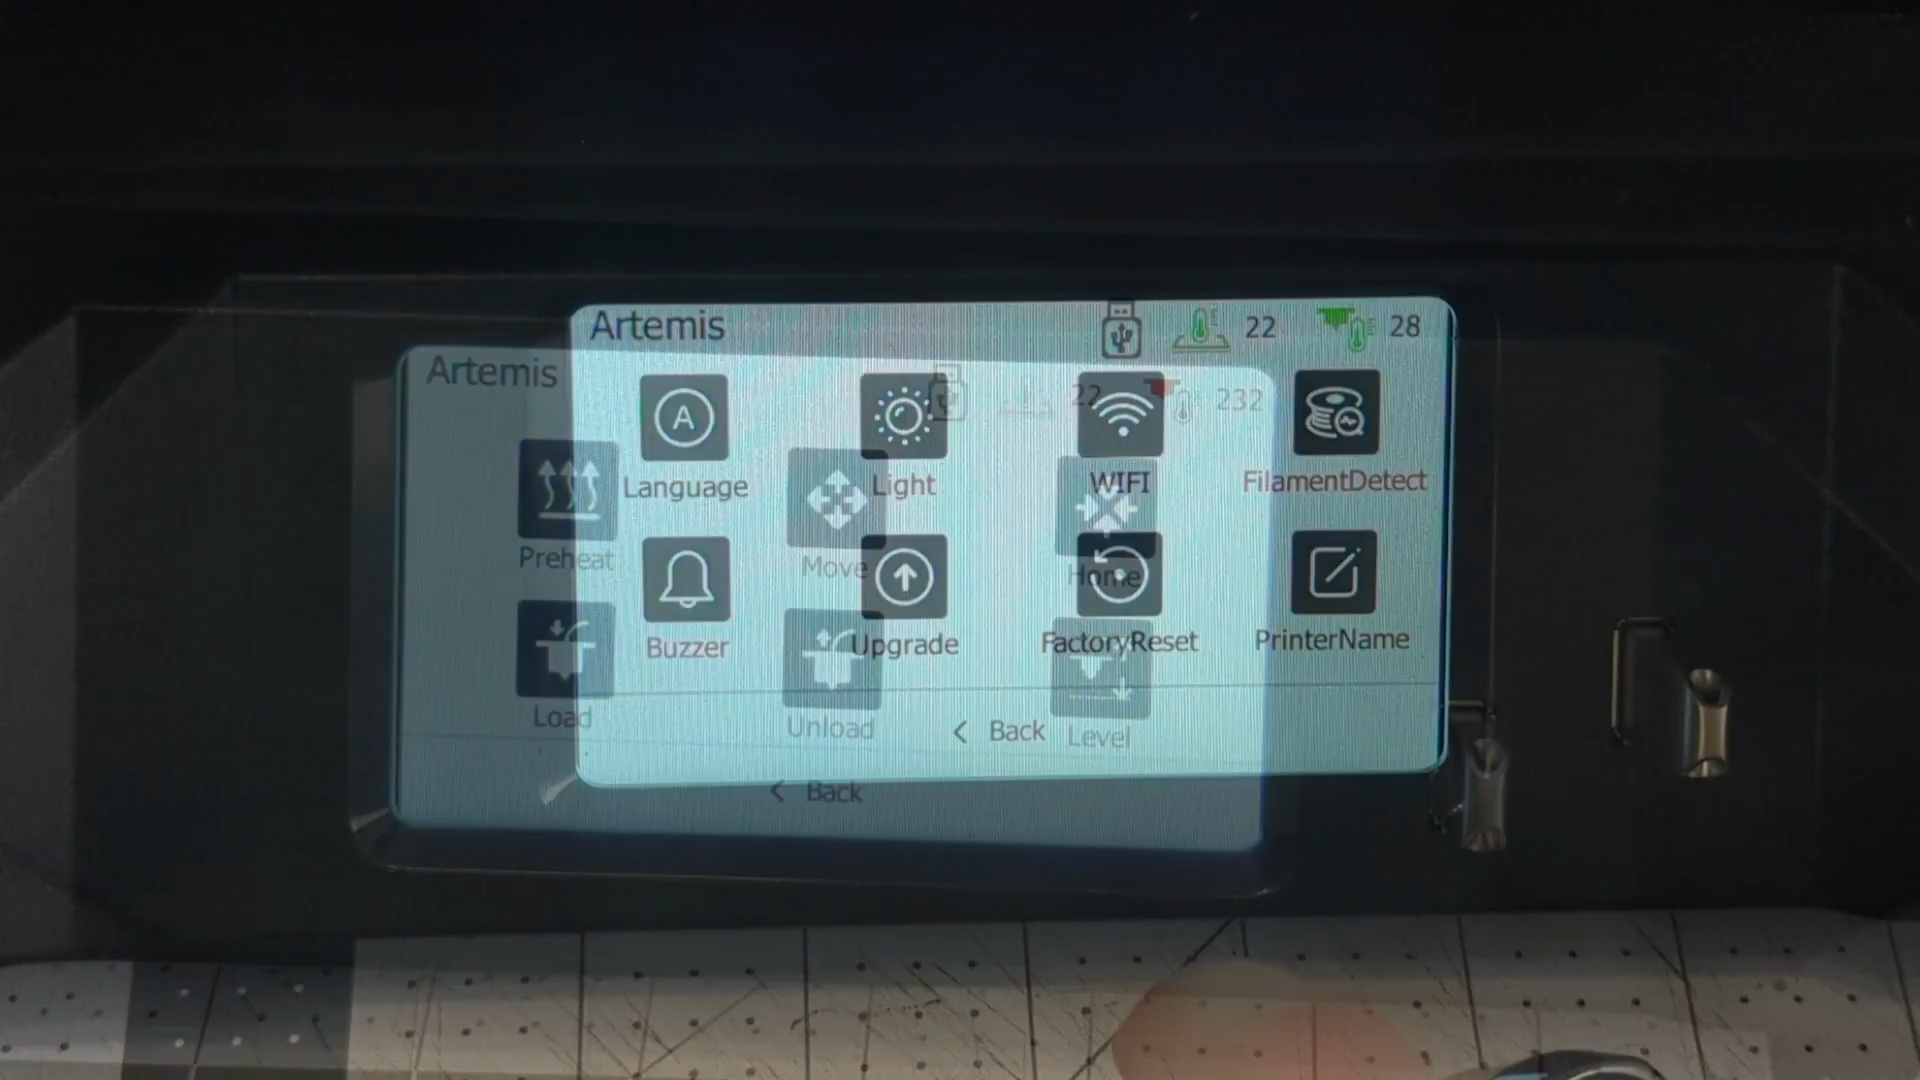 Artemis 22 28
Artemis 22 232
A
Language Light WIFI FilamentDetect
Preheat Move Home
Buzzer Upgrade FactoryReset PrinterName
Load Unload Level
< Back
< Back